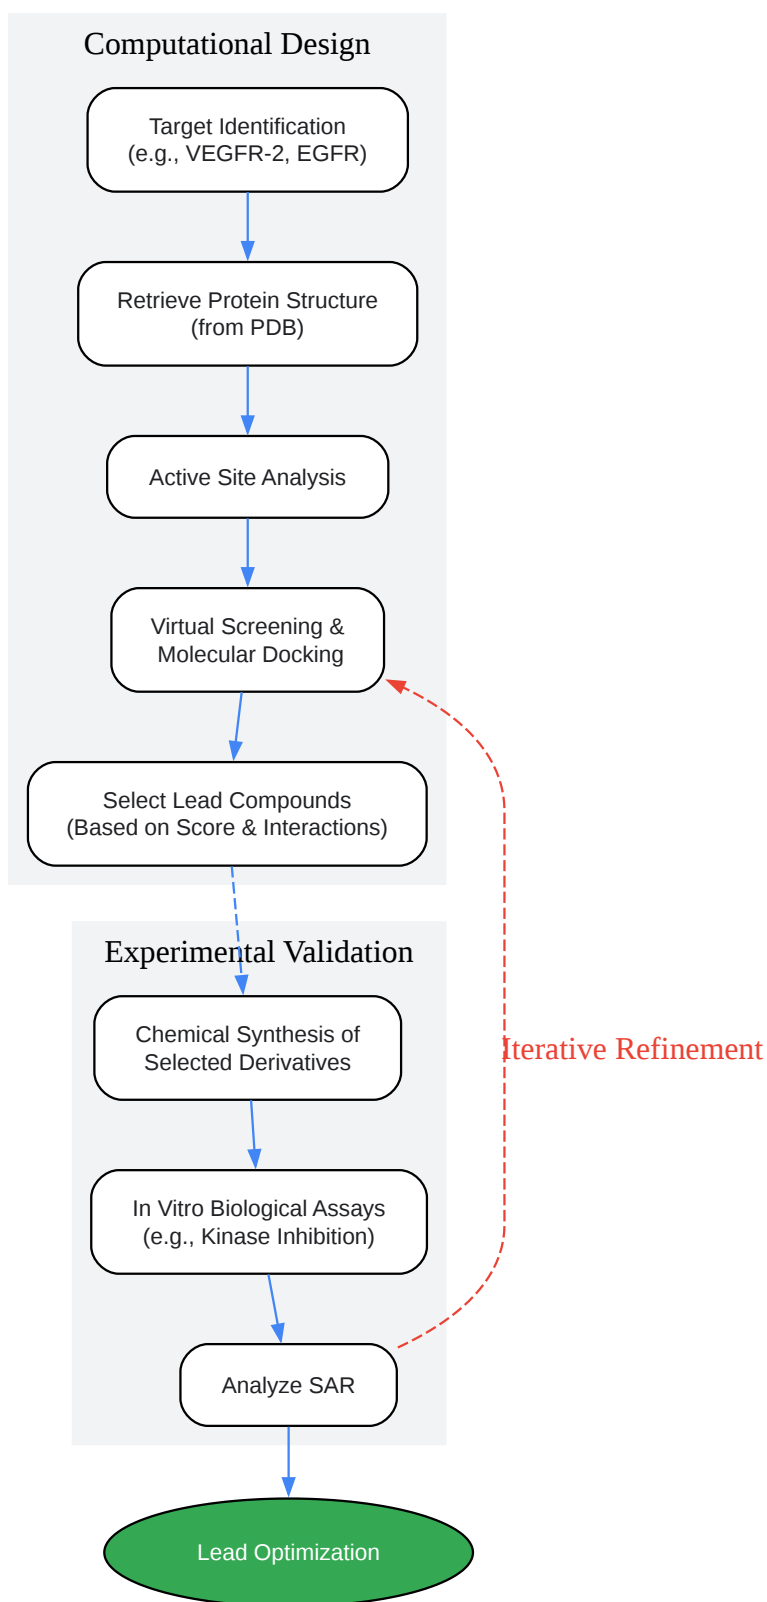 Computational Design
Target Identification
(e.g., VEGFR-2, EGFR)
Retrieve Protein Structure
(from PDB)
Active Site Analysis
Virtual Screening &
Molecular Docking
Select Lead Compounds
(Based on Score & Interactions)
Experimental Validation
Chemical Synthesis of
Selected Derivatives
Iterative Refinement
In Vitro Biological Assays
(e.g., Kinase Inhibition)
Analyze SAR
Lead Optimization